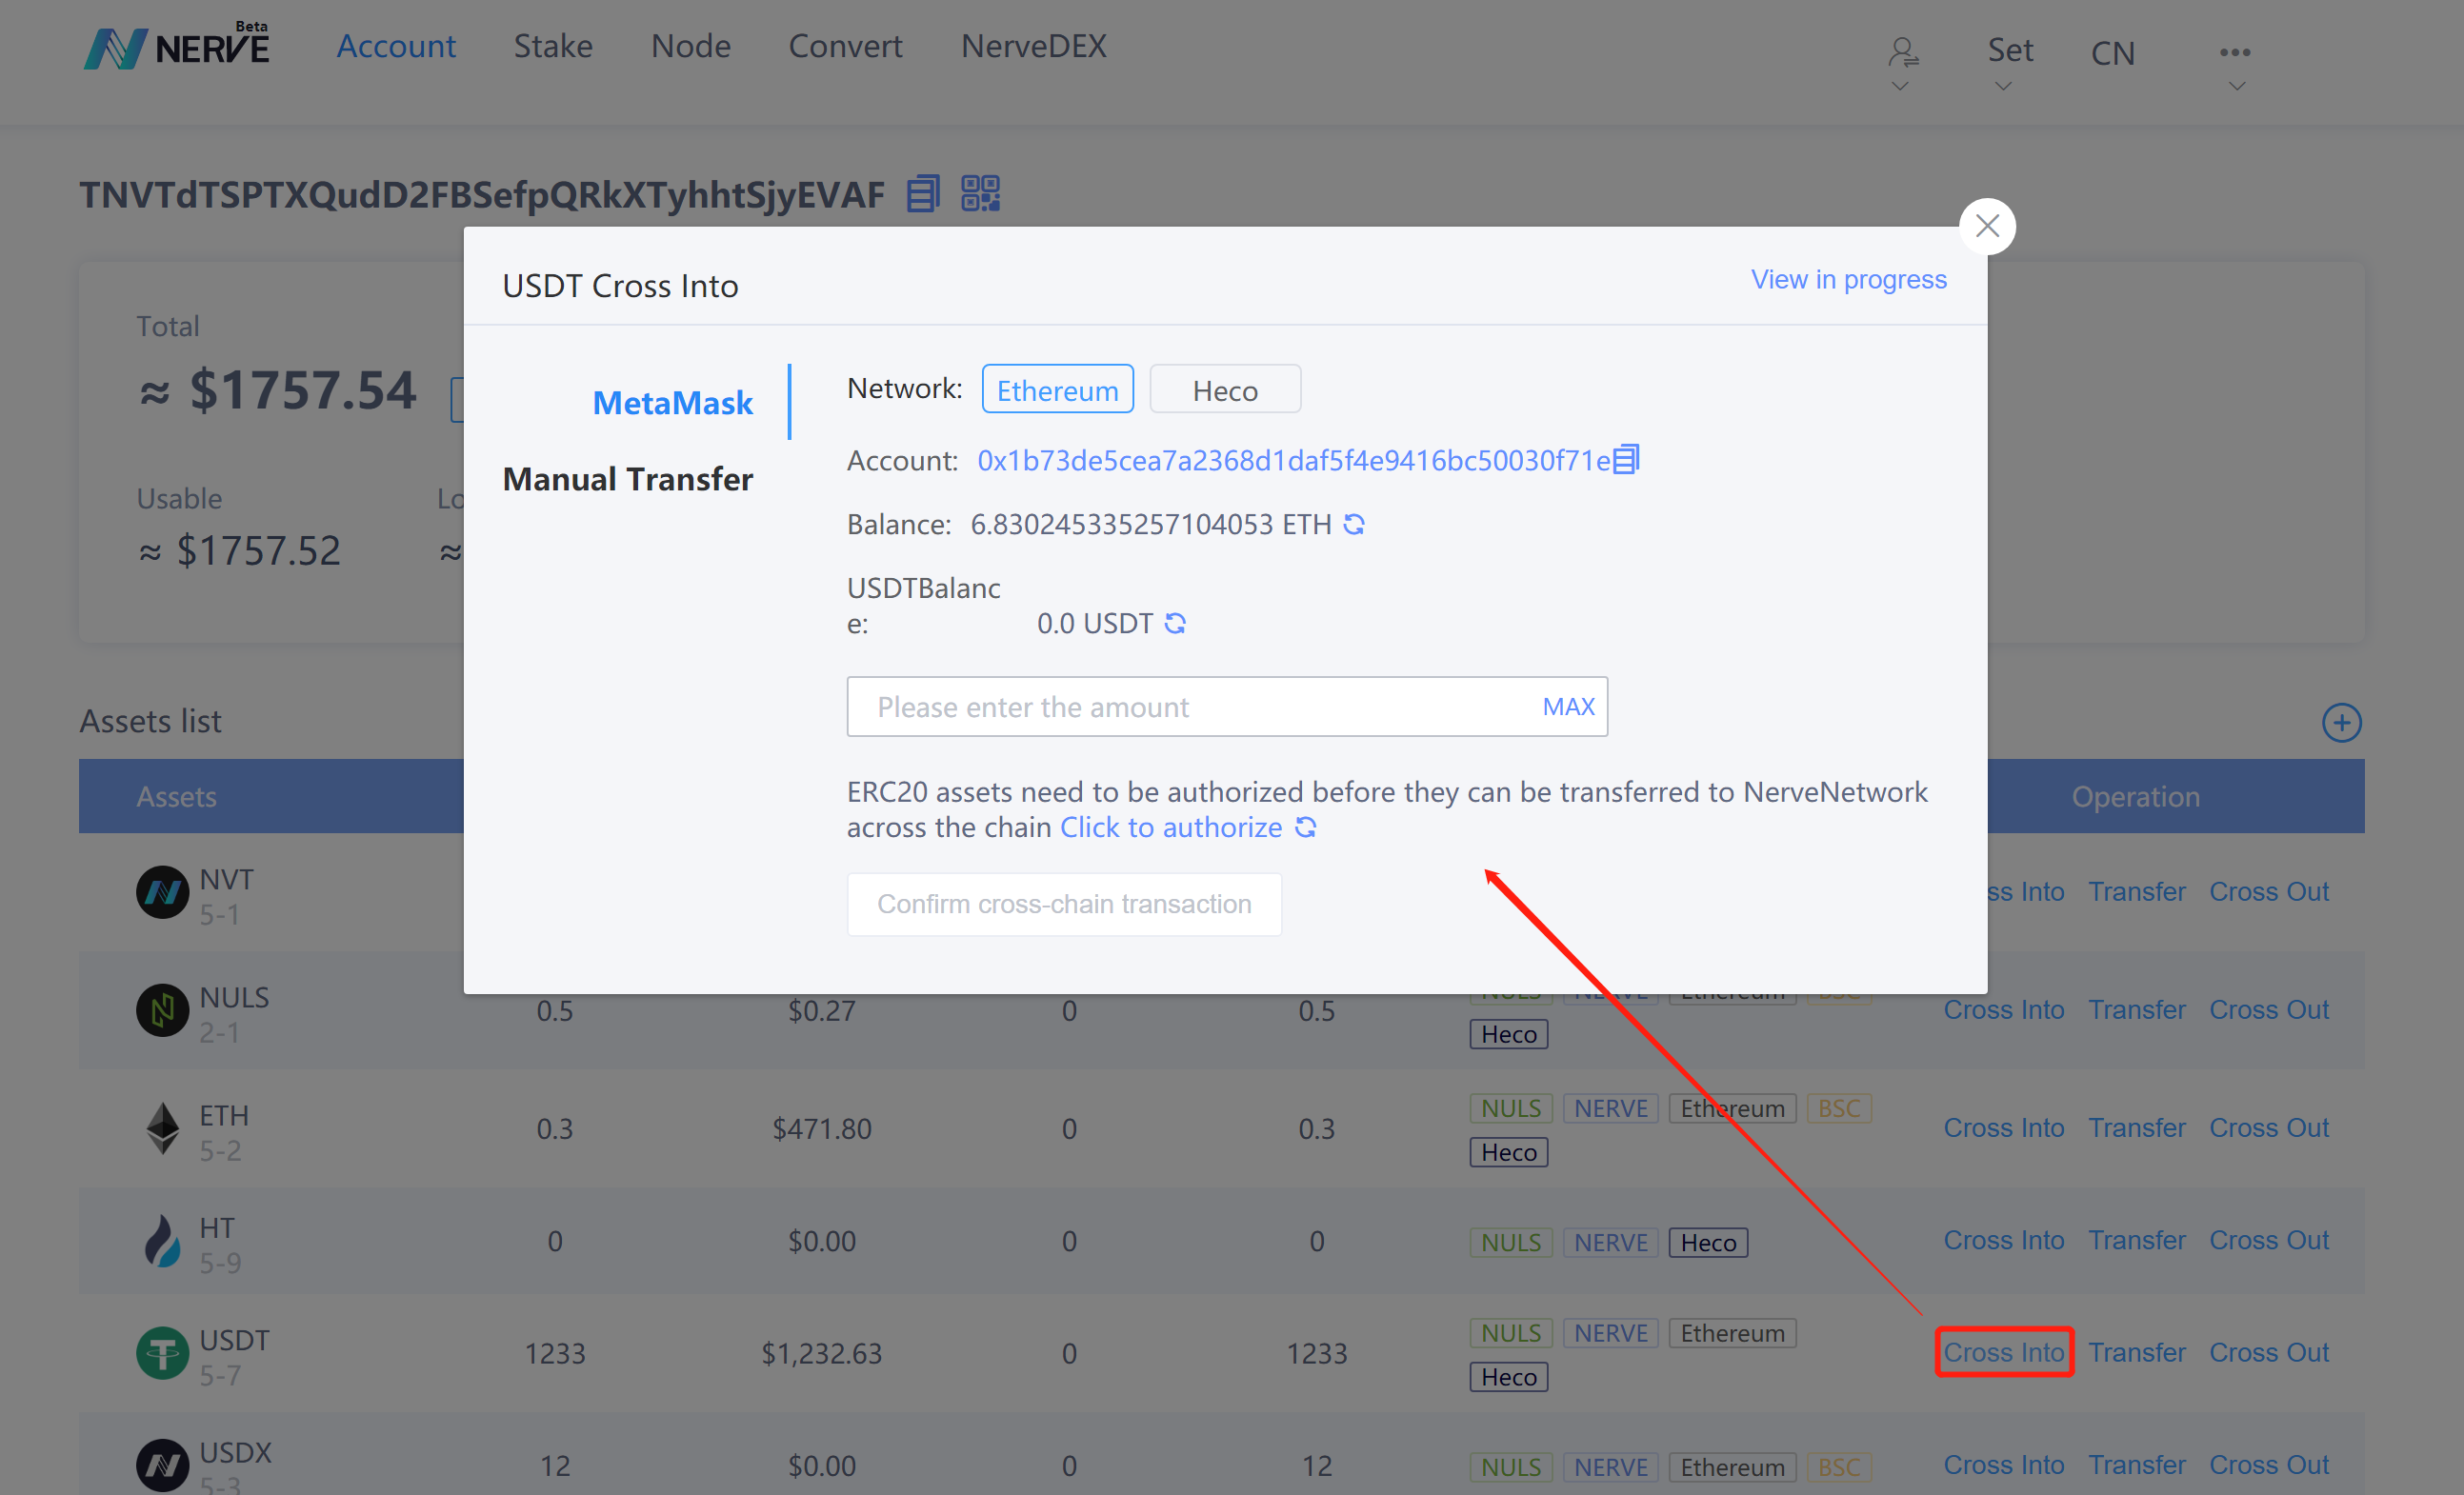 Beta
NERVE
Account Stake Node Convert NerveDEX Set CN
TNVTdTSPTXQudD2FBSefpQRkXTyhhtSjyEVAF
Total
≈ $1757.54
Usable Lo
≈ $1757.52 ≈
USDT Cross Into View in progress
MetaMask
Manual Transfer
Network: Ethereum Heco
Account: 0x1b73de5cea7a2368d1daf5f4e9416bc50030f71e
Balance: 6.830245335257104053 ETH
USDTBalanc
e: 0.0 USDT
Please enter the amount MAX
ERC20 assets need to be authorized before they can be transferred to NerveNetwork
across the chain Click to authorize
Confirm cross-chain transaction
Assets list
Assets Operation
NVT
5-1
ss Into Transfer Cross Out
NULS
2-1
0.5 $0.27 0 0.5 NULS NERVE Ethereum BSC
Heco
Cross Into Transfer Cross Out
ETH
5-2
0.3 $471.80 0 0.3 NULS NERVE Ethereum BSC
Heco
Cross Into Transfer Cross Out
HT
5-9
0 $0.00 0 0 NULS NERVE Heco
Cross Into Transfer Cross Out
USDT
5-7
1233 $1,232.63 0 1233 NULS NERVE Ethereum
Heco
Cross Into Transfer Cross Out
USDX
5-3
12 $0.00 0 12 NULS NERVE Ethereum BSC
Cross Into Transfer Cross Out